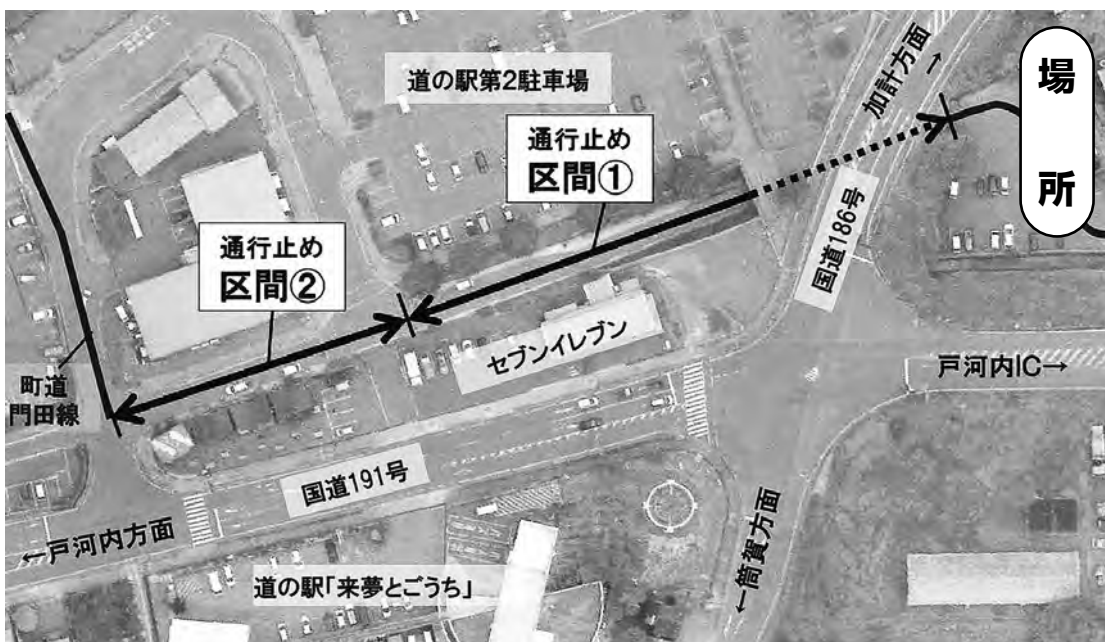 場所
加計方面→
道の駅第2駐車場
通行止め
区間①
国道186号
通行止め
区間②
セブンイレブン
戸河内IC→
町道
門田線
国道191号
←戸河内方面
←筒賀方面
道の駅「来夢とごうち」